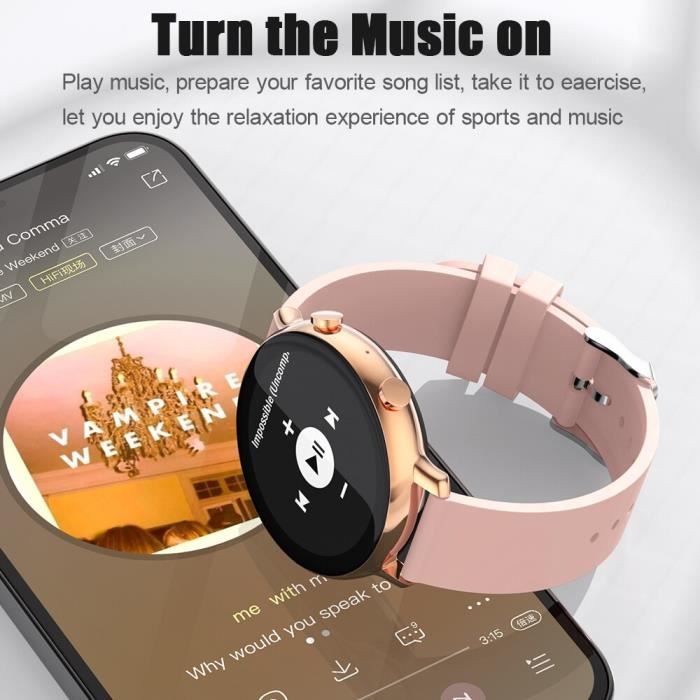 Turn the Music on
Play music, prepare your favorite song list, take it to eaercise,
let you enjoy the relaxation experience of sports and music
Comma
Weekend 关注
MV HiFi现场 封面
VAMPIRE
WEEKEND
Impossible (Uncomp.
me with
Why would you speak to
9
3:15 倍速